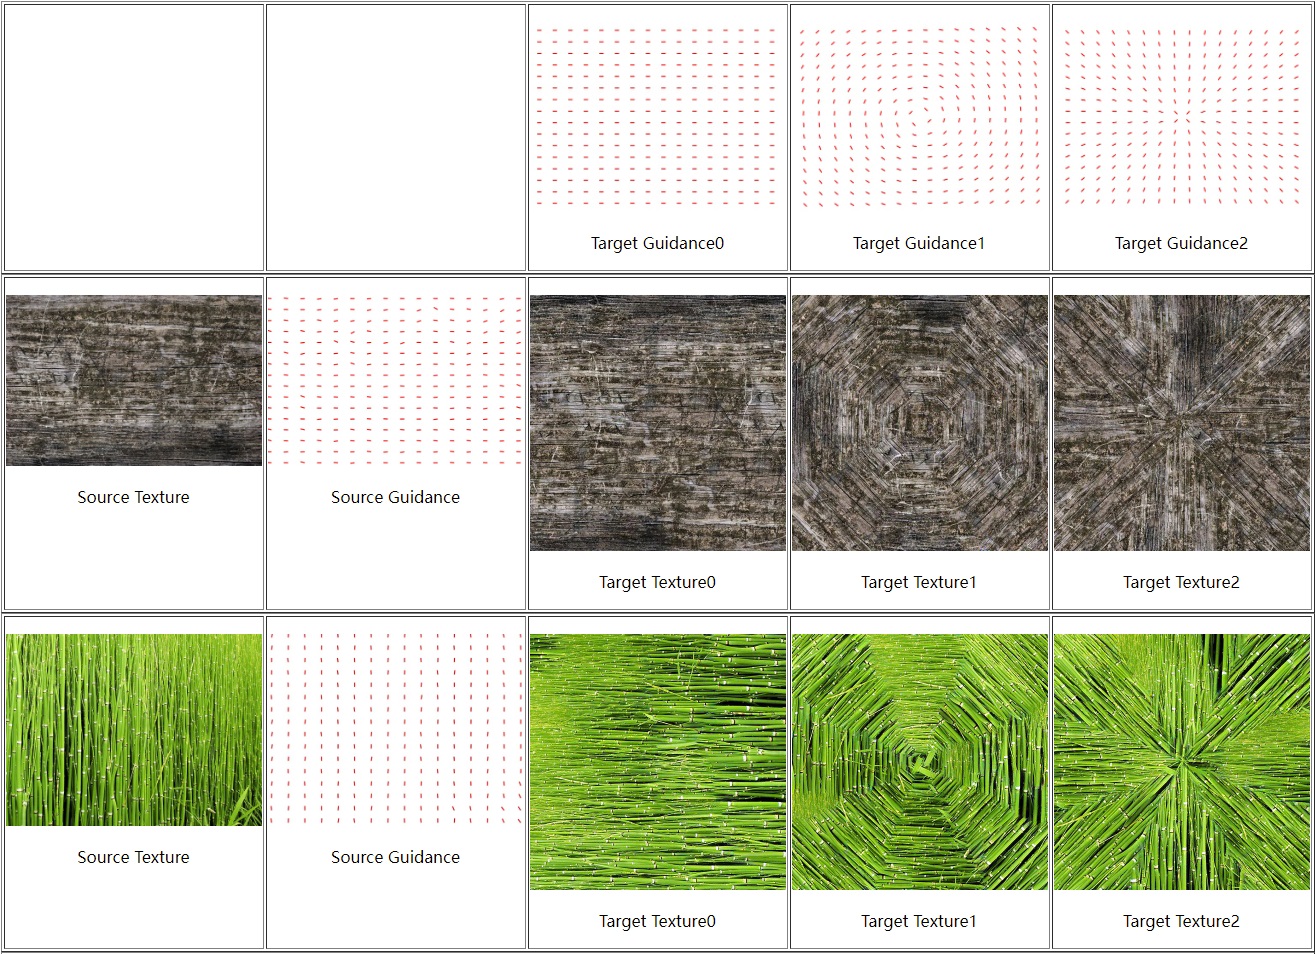 Target Guidance0
Target Guidance1
Target Guidance2
Source Texture
Source Guidance
Target Texture0
Target Texture1
Target Texture2
Source Texture
Source Guidance
Target Texture0
Target Texture1
Target Texture2